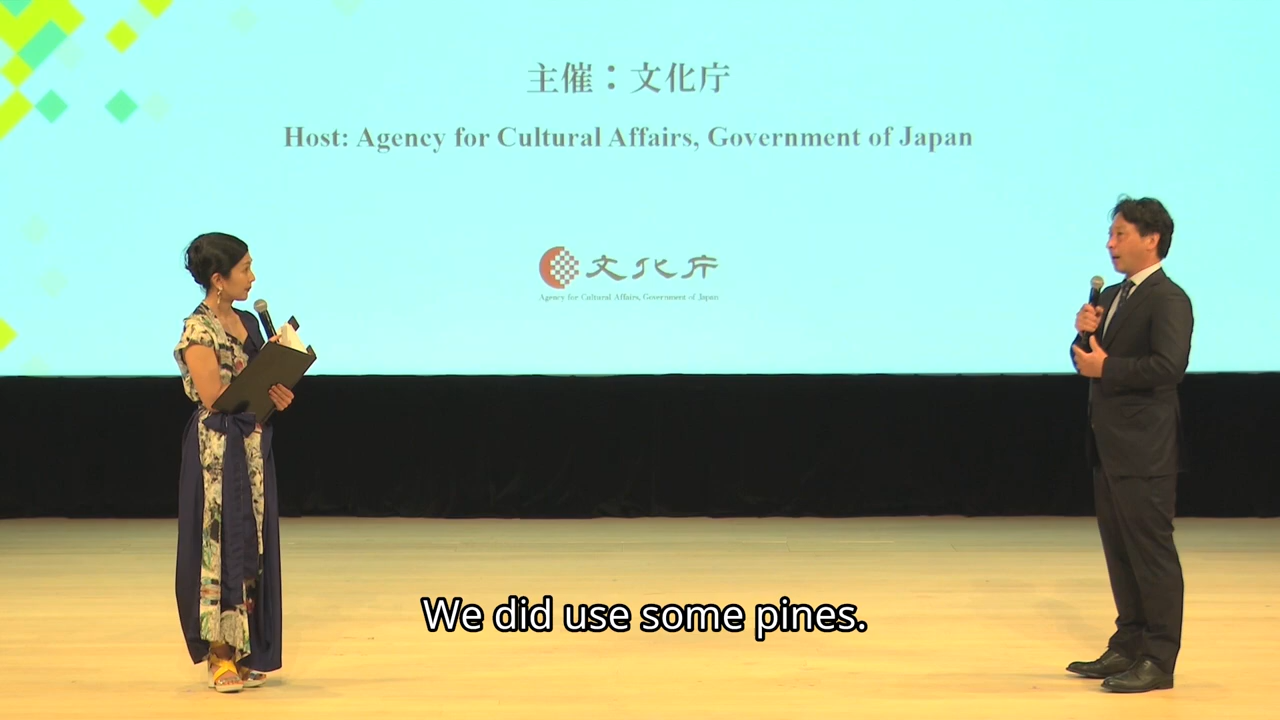 主催：文化庁
Host: Agency for Cultural Affairs, Government of Japan
文化庁
Agency for Cultural Affairs, Government of Japan
We did use some pines.